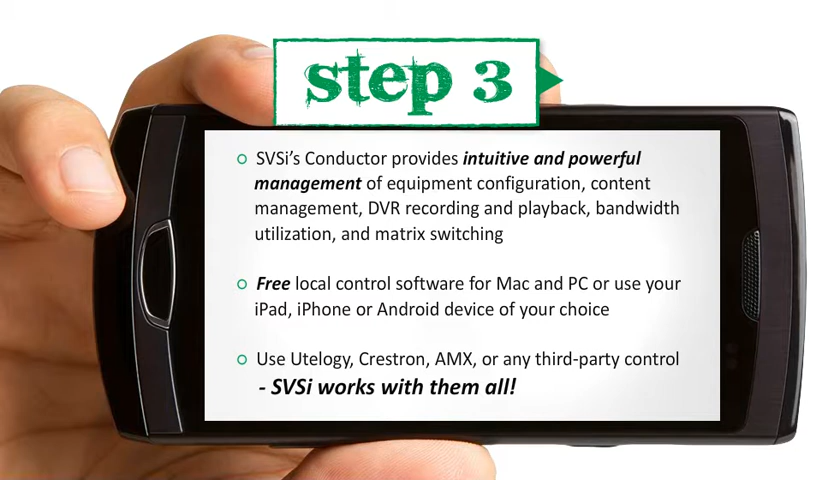 step 3
SVSi’s Conductor provides intuitive and powerful
management of equipment configuration, content
management, DVR recording and playback, bandwidth
utilization, and matrix switching
Free local control software for Mac and PC or use your
iPad, iPhone or Android device of your choice
Use Utelogy, Crestron, AMX, or any third-party control
- SVSi works with them all!